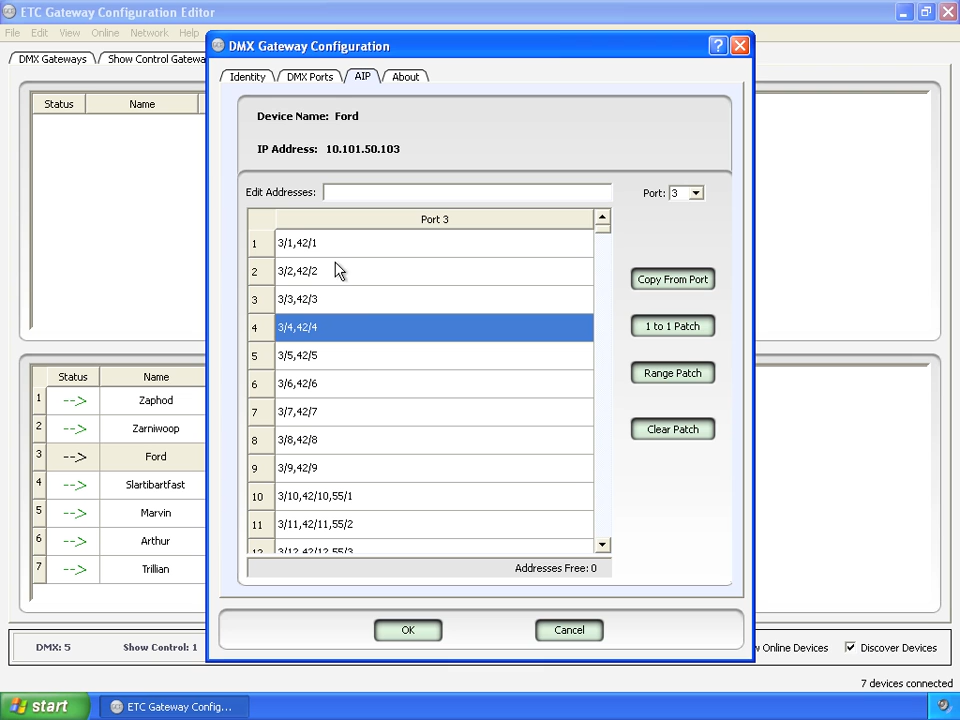 ETC Gateway Configuration Editor
File Edit View Online Network Help
DMX Gateways Show Control Gatewa
Status Name
Status Name
1 --> Zaphod
2 --> Zarniwoop
3 --> Ford
4 --> Slartibartfast
5 --> Marvin
6 --> Arthur
7 --> Trillian
DMX: 5 Show Control: 1
Online Devices Discover Devices
7 devices connected
DMX Gateway Configuration
Identity DMX Ports AIP About
Device Name: Ford
IP Address: 10.101.50.103
Edit Addresses: Port: 3
Port 3
1 3/1,42/1
2 3/2,42/2
3 3/3,42/3
4 3/4,42/4
5 3/5,42/5
6 3/6,42/6
7 3/7,42/7
8 3/8,42/8
9 3/9,42/9
10 3/10,42/10,55/1
11 3/11,42/11,55/2
12 3/12,42/12,55/3
Copy From Port
1 to 1 Patch
Range Patch
Clear Patch
Addresses Free: 0
OK Cancel
start ETC Gateway Config...